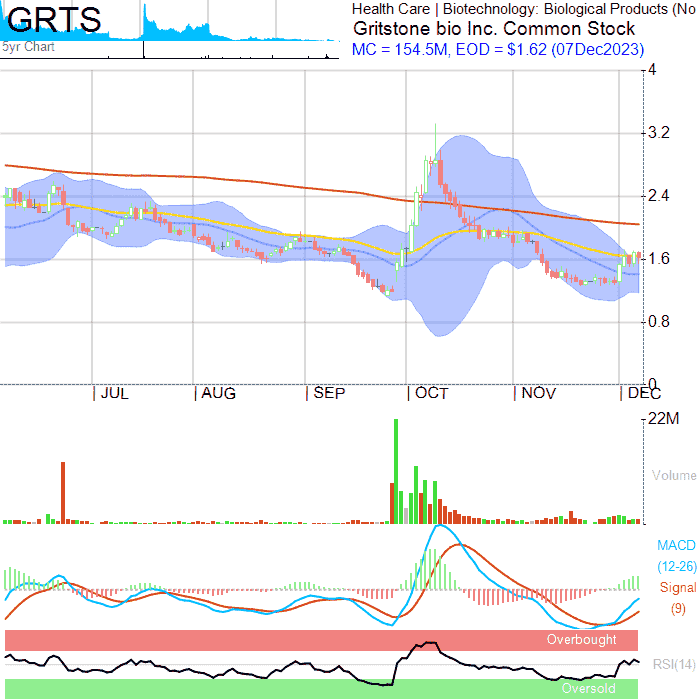 GRTS
5yr Chart
Health Care | Biotechnology: Biological Products (No
Gritstone bio Inc. Common Stock
MC = 154.5M, EOD = $1.62 (07Dec2023)
4
3.2
2.4
1.6
0.8
0
JUL AUG SEP OCT NOV DEC
22M
Volume
MACD
(12-26)
Signal
(9)
Overbought
RSI(14)
Oversold